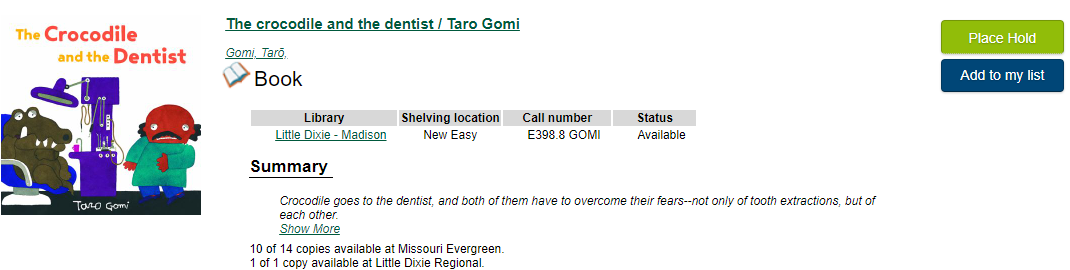 The Crocodile
and the Dentist
Taro Gomi
The crocodile and the dentist / Taro Gomi
Gomi, Tarō,
Book
Place Hold
Add to my list
Library Shelving location Call number Status
Little Dixie - Madison New Easy E398.8 GOMI Available
Summary
Crocodile goes to the dentist, and both of them have to overcome their fears--not only of tooth extractions, but of
each other.
Show More
10 of 14 copies available at Missouri Evergreen.
1 of 1 copy available at Little Dixie Regional.